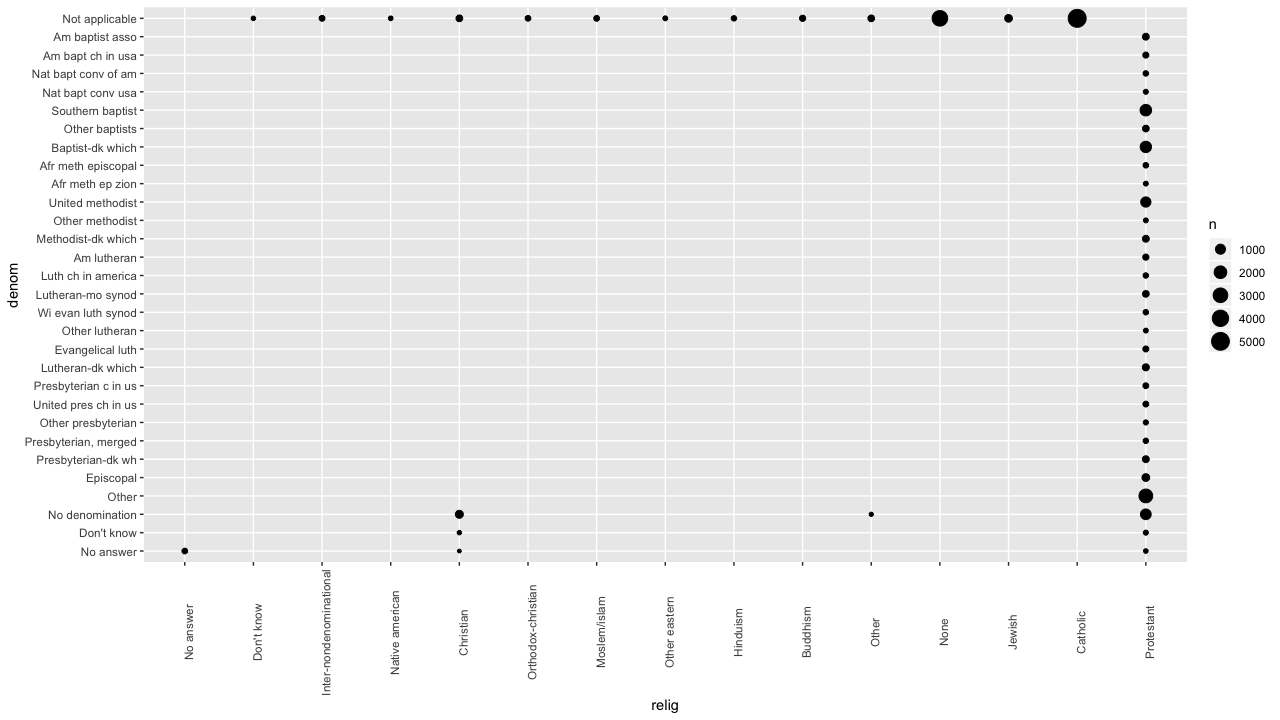 Not applicable
Am baptist asso
Am bapt ch in usa
Nat bapt conv of am
Nat bapt conv usa
Southern baptist
Other baptists
Baptist-dk which
Afr meth episcopal
Afr meth ep zion
United methodist
Other methodist
Methodist-dk which
Am lutheran
Luth ch in america
Lutheran-mo synod
Wi evan luth synod
Other lutheran
Evangelical luth
Lutheran-dk which
Presbyterian c in us
United pres ch in us
Other presbyterian
Presbyterian, merged
Presbyterian-dk wh
Episcopal
Other
No denomination
Don't know
No answer
denom
No answer
Don't know
Inter-nondenominational
Native american
Christian
Orthodox-christian
Moslem/islam
Other eastern
Hinduism
Buddhism
Other
None
Jewish
Catholic
Protestant
relig
n
1000
2000
3000
4000
5000